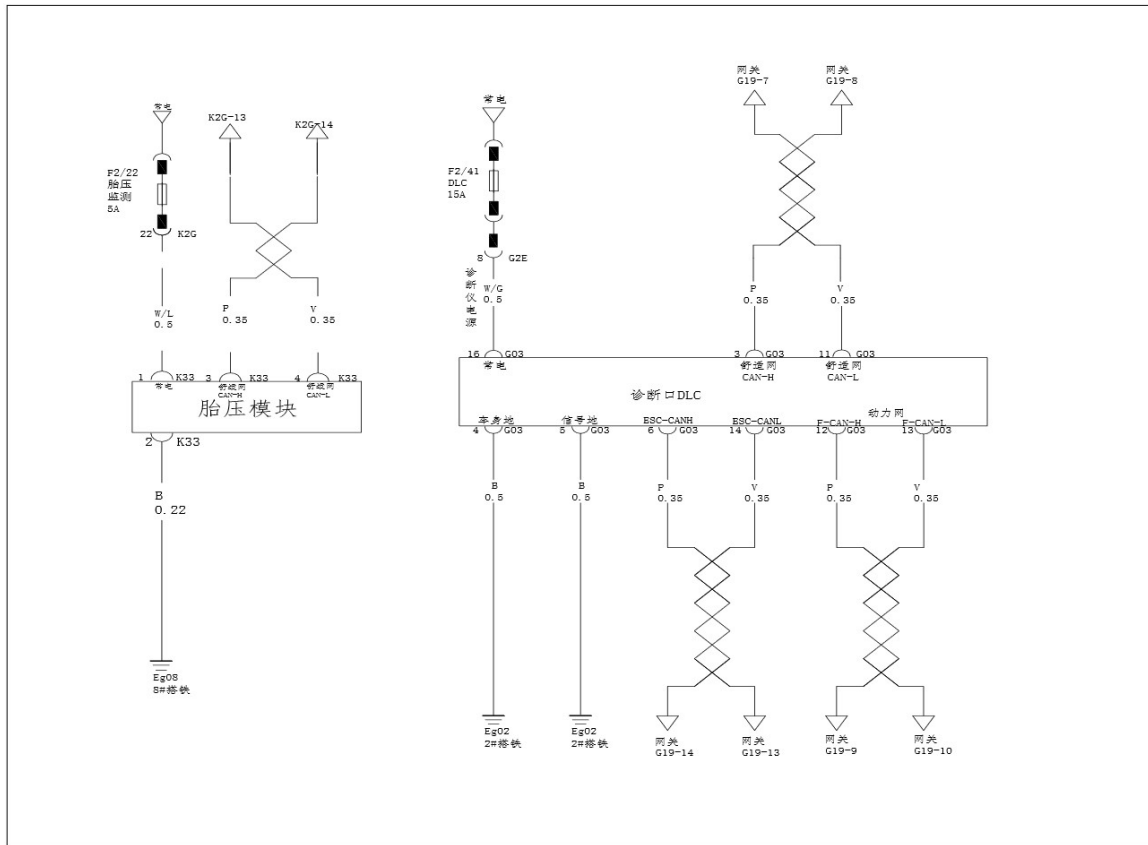 常电
F2/22
胎压
监测
5A
22 K2G
K2G-13
K2G-14
W/L
0.5
P
0.35
V
0.35
1 K33
3 K33
4 K33
常电
舒适网
CAN-H
舒适网
CAN-L
胎压模块
2 K33
B
0.22
Eg08
8#搭铁
常电
F2/41
DLC
15A
8 G2E
诊断仪电源
W/G
0.5
网关
G19-7
网关
G19-8
P
0.35
V
0.35
16 G03
3 G03
11 G03
常电
舒适网
CAN-H
舒适网
CAN-L
诊断口DLC
动力网
车身地
信号地
ESC-CANH
ESC-CANL
F-CAN-H
F-CAN-L
4 G03
5 G03
6 G03
14 G03
12 G03
13 G03
B
0.5
B
0.5
P
0.35
V
0.35
P
0.35
V
0.35
Eg02
2#搭铁
Eg02
2#搭铁
网关
G19-14
网关
G19-13
网关
G19-9
网关
G19-10